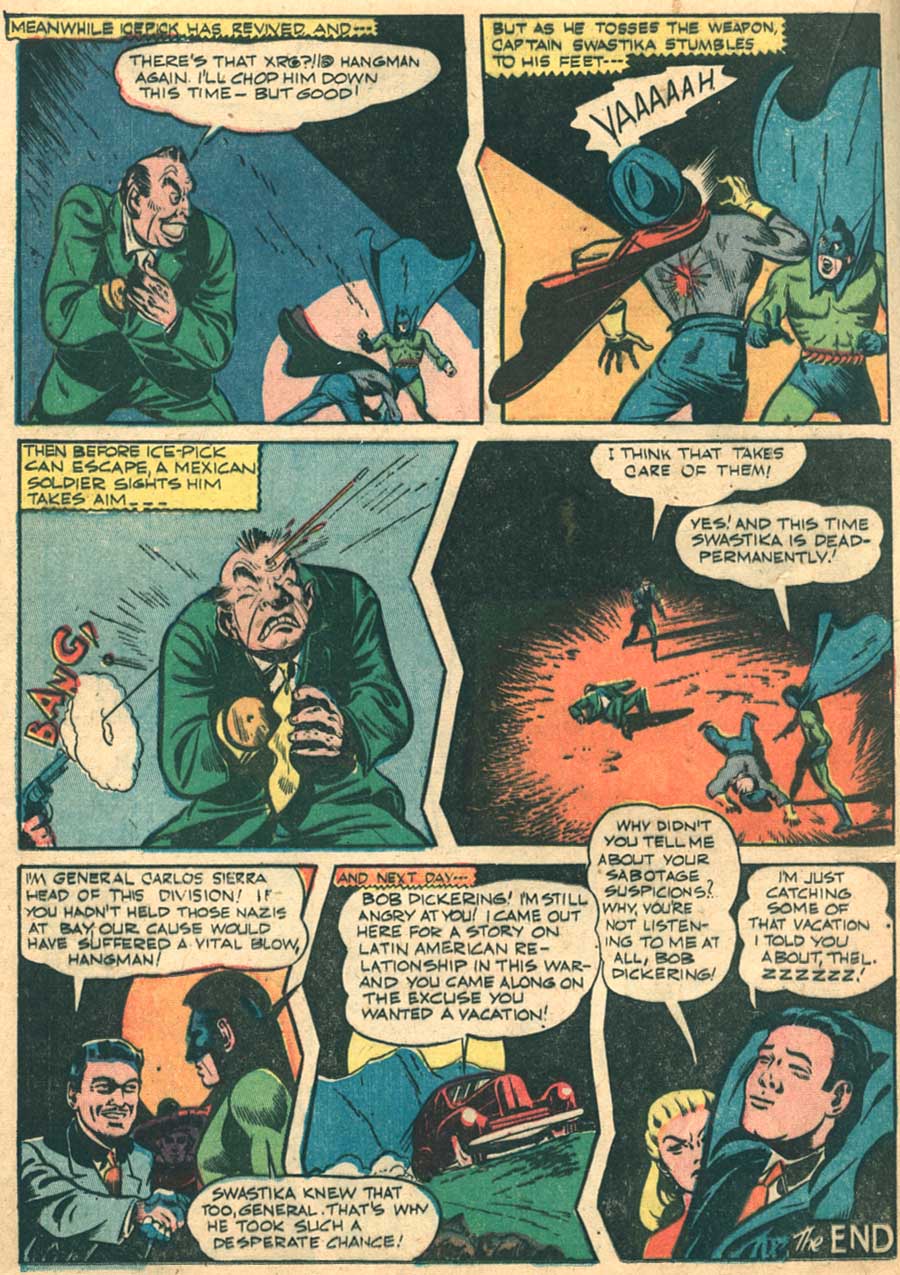 MEANWHILE ICEPICK HAS REVIVED AND---
THERE'S THAT XR%?!!@ HANGMAN
AGAIN. I'LL CHOP HIM DOWN
THIS TIME — BUT GOOD!
BUT AS HE TOSSES THE WEAPON,
CAPTAIN SWASTIKA STUMBLES
TO HIS FEET---
YAAAAAH
THEN BEFORE ICE-PICK
CAN ESCAPE, A MEXICAN
SOLDIER SIGHTS HIM
TAKES AIM---
BANG!
I THINK THAT TAKES
CARE OF THEM!
YES! AND THIS TIME
SWASTIKA IS DEAD-
PERMANENTLY!
I'M GENERAL CARLOS SIERRA
HEAD OF THIS DIVISION! IF
YOU HADN'T HELD THOSE NAZIS
AT BAY, OUR CAUSE WOULD
HAVE SUFFERED A VITAL BLOW,
HANGMAN!
SWASTIKA KNEW THAT
TOO, GENERAL. THAT'S WHY
HE TOOK SUCH A
DESPERATE CHANCE!
AND NEXT DAY---
BOB DICKERING! I'M STILL
ANGRY AT YOU! I CAME OUT
HERE FOR A STORY ON
LATIN AMERICAN RE-
LATIONSHIP IN THIS WAR—
AND YOU CAME ALONG ON
THE EXCUSE YOU
WANTED A VACATION!
WHY DIDN'T
YOU TELL ME
ABOUT YOUR
SABOTAGE
SUSPICIONS?
WHY, YOU'RE
NOT LISTEN-
ING TO ME AT
ALL, BOB
DICKERING!
I'M JUST
CATCHING
SOME OF
THAT VACATION
I TOLD YOU
ABOUT, THEL.
ZZZZZZ!
The END